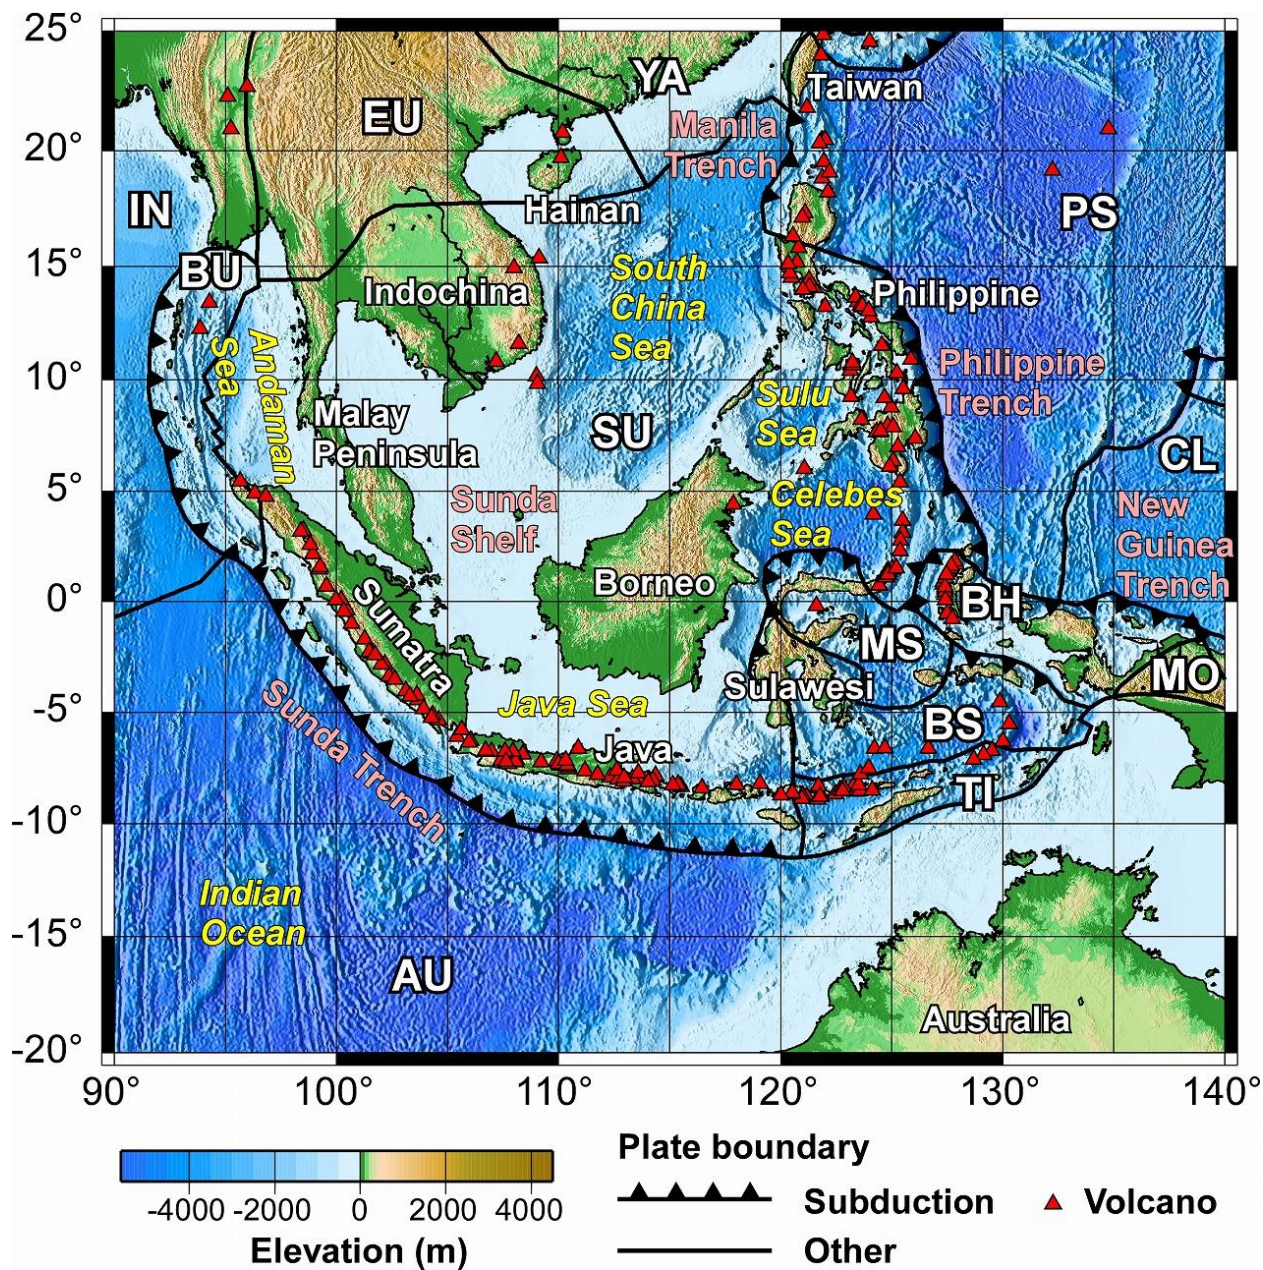 25°
20°
15°
10°
5°
0°
-5°
-10°
-15°
-20°
90°
100°
110°
120°
130°
140°
YA
Taiwan
EU
Manila
Trench
IN
Hainan
PS
BU
South
China
Sea
Indochina
Philippine
Andaman
Sea
Philippine
Trench
Malay
Peninsula
Sulu
Sea
SU
CL
Sunda
Shelf
Celebes
Sea
New
Guinea
Trench
Borneo
BH
Sumatra
MS
MO
Sulawesi
Java Sea
BS
Java
Sunda Trench
TI
Indian
Ocean
AU
Australia
-4000
-2000
0
2000
4000
Elevation (m)
Plate boundary
Subduction
Volcano
Other